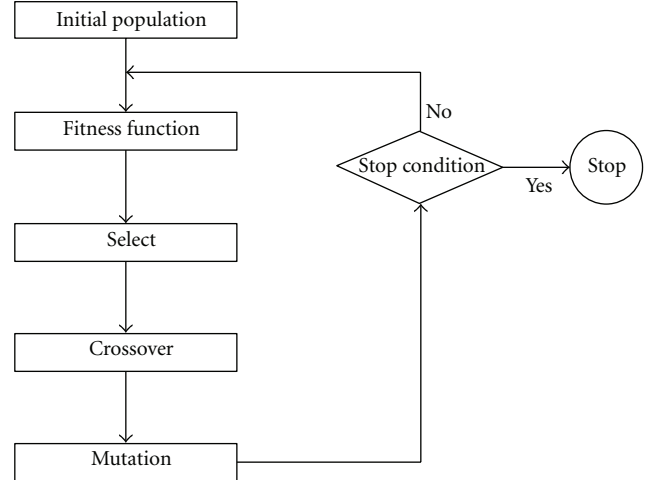 Initial population
Fitness function
Select
Crossover
Mutation
No
Stop condition
Yes
Stop